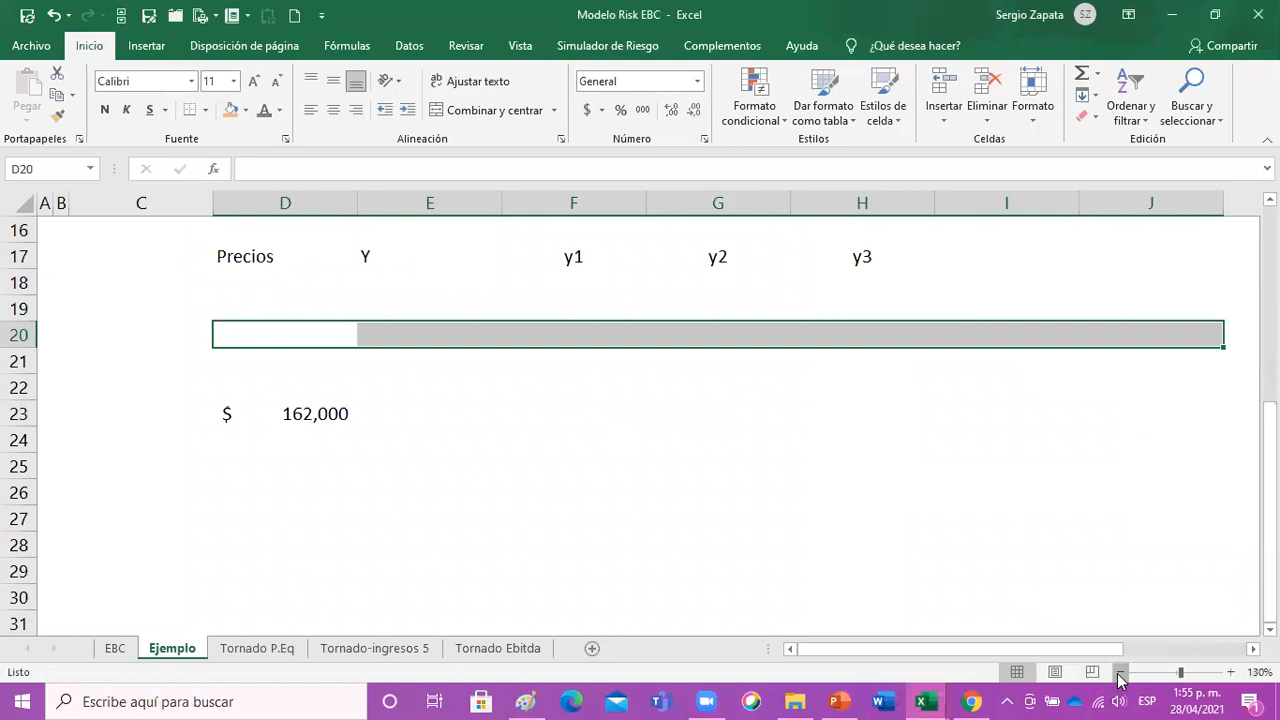 Modelo Risk EBC - Excel
Sergio Zapata SZ
Archivo Inicio Insertar Disposición de página Fórmulas Datos Revisar Vista Simulador de Riesgo Complementos Ayuda ¿Qué desea hacer? Compartir
Pegar
Calibri 11
N K S
Ajustar texto
Combinar y centrar
General
$ % 000
Formato condicional
Dar formato como tabla
Estilos de celda
Insertar Eliminar Formato
Ordenar y filtrar
Buscar y seleccionar
Portapapeles Fuente Alineación Número Estilos Celdas Edición
D20 fx
A B C D E F G H I J
16
17 Precios Y y1 y2 y3
18
19
20
21
22
23 $ 162,000
24
25
26
27
28
29
30
31
EBC Ejemplo Tornado P.Eq Tornado-ingresos 5 Tornado Ebitda
Listo 130%
Escribe aquí para buscar ESP 1:55 p. m.
28/04/2021